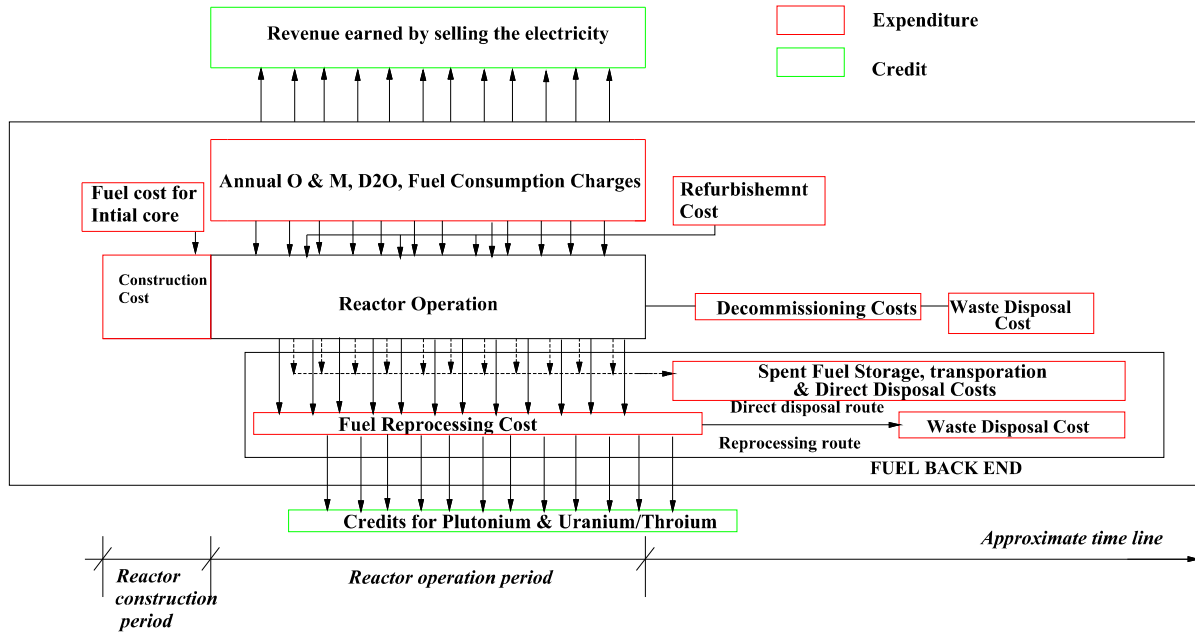 Revenue earned by selling the electricity
Expenditure
Credit
Annual O & M, D2O, Fuel Consumption Charges
Fuel cost for
Intial core
Refurbishemnt
Cost
Construction
Cost
Reactor Operation
Decommissioning Costs
Waste Disposal
Cost
Spent Fuel Storage, transporation
& Direct Disposal Costs
Direct disposal route
Fuel Reprocessing Cost
Waste Disposal Cost
Reprocessing route
FUEL BACK END
Credits for Plutonium & Uranium/Throium
Approximate time line
Reactor
construction
period
Reactor operation period